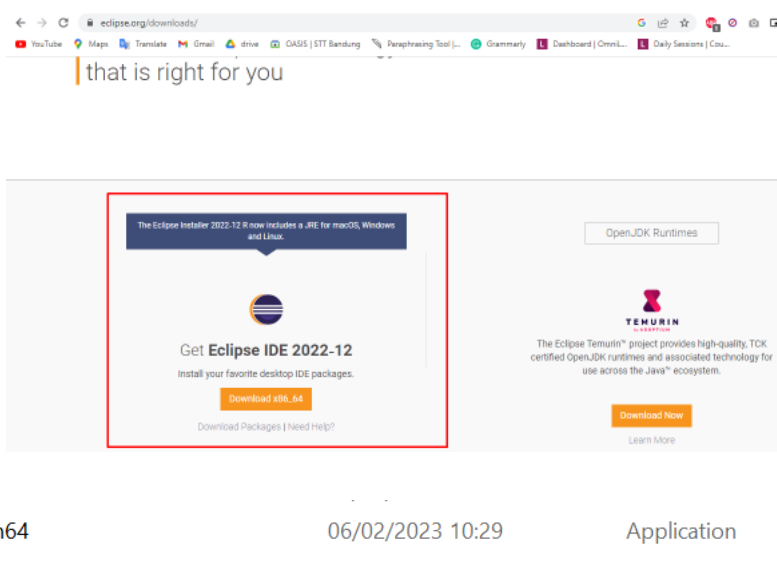 eclipse.org/downloads/
YouTube Maps Translate Gmail drive OASIS | STT Bandung Paraphrasing Tool |... Grammarly Dashboard | OmniL... Daily Sessions | Cou...
that is right for you
The Eclipse Installer 2022-12 R now includes a JRE for macOS, Windows
and Linux.
Get Eclipse IDE 2022-12
Install your favorite desktop IDE packages.
Download x86_64
Download Packages | Need Help?
OpenJDK Runtimes
TEMURIN
by ADOPTIUM
The Eclipse Temurin™ project provides high-quality, TCK
certified OpenJDK runtimes and associated technology for
use across the Java™ ecosystem.
Download Now
Learn More
64 06/02/2023 10:29 Application